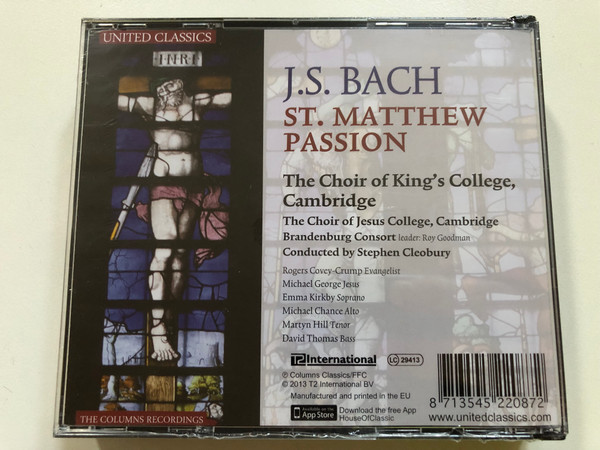 UNITED CLASSICS
INRI
J.S. BACH
ST. MATTHEW
PASSION
The Choir of King's College,
Cambridge
The Choir of Jesus College, Cambridge
Brandenburg Consort leader: Roy Goodman
Conducted by Stephen Cleobury
Rogers Covey-Crump Evangelist
Michael George Jesus
Emma Kirkby Soprano
Michael Chance Alto
Martyn Hill Tenor
David Thomas Bass
T2 International LC 29413
℗ Columns Classics/FFC
© 2013 T2 International BV
Manufactured and printed in the EU
Available on the
App Store
Download the free App
HouseOfClassic
8 713545 220872
www.unitedclassics.com
THE COLUMNS RECORDINGS